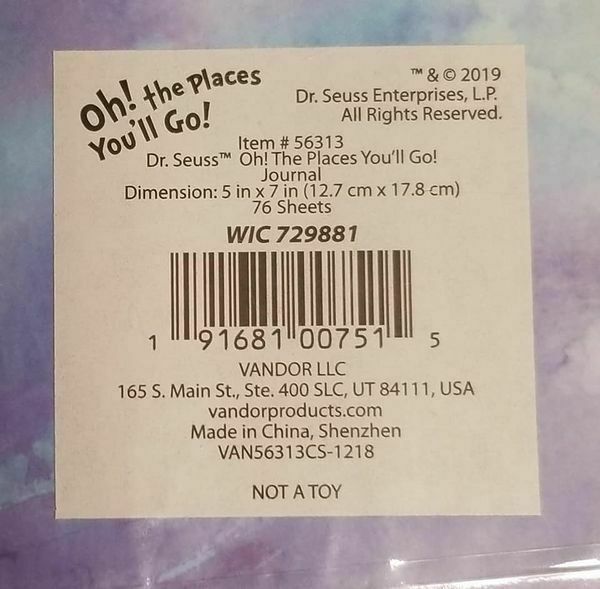 Oh! the Places
You'll Go!
™ & © 2019
Dr. Seuss Enterprises, L.P.
All Rights Reserved.
Item # 56313
Dr. Seuss™ Oh! The Places You'll Go!
Journal
Dimension: 5 in x 7 in (12.7 cm x 17.8 cm)
76 Sheets
WIC 729881
1 91681 00751 5
VANDOR LLC
165 S. Main St., Ste. 400 SLC, UT 84111, USA
vandorproducts.com
Made in China, Shenzhen
VAN56313CS-1218
NOT A TOY